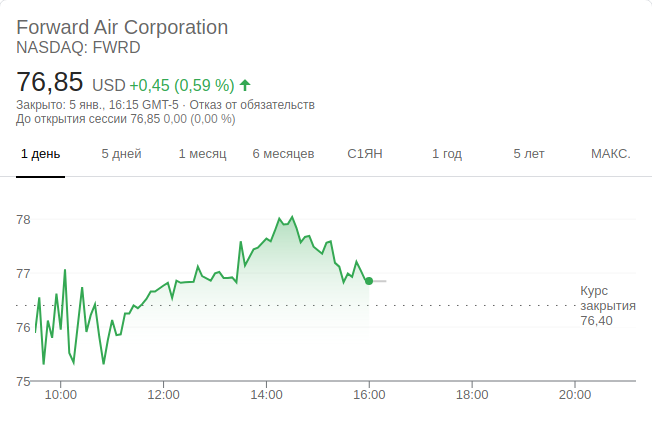 Forward Air Corporation
NASDAQ: FWRD
76,85 USD +0,45 (0,59 %)
Закрыто: 5 янв., 16:15 GMT-5 · Отказ от обязательств
До открытия сессии 76,85 0,00 (0,00 %)
1 день 5 дней 1 месяц 6 месяцев С1ЯН 1 год 5 лет МАКС.
78
77
Курс
закрытия
76,40
76
75
10:00 12:00 14:00 16:00 18:00 20:00